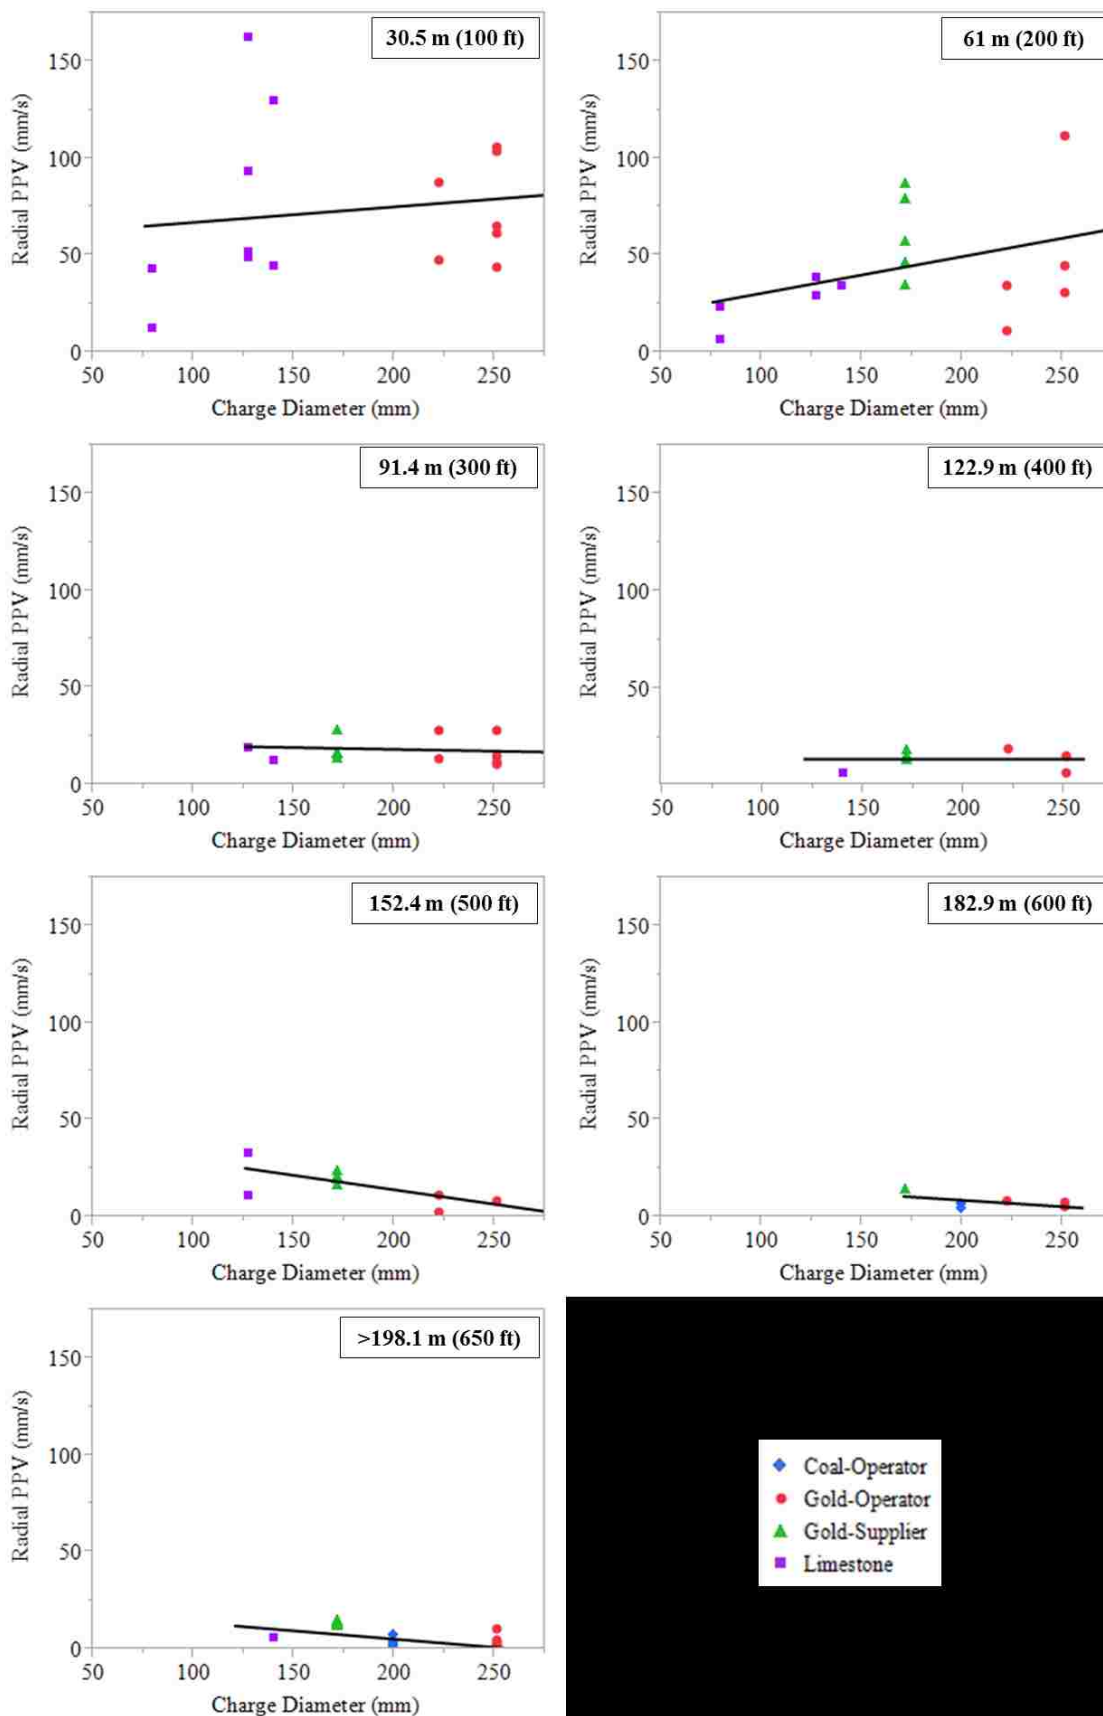 30.5 m (100 ft)
Radial PPV (mm/s)
150
100
50
0
50 100 150 200 250
Charge Diameter (mm)
61 m (200 ft)
Radial PPV (mm/s)
150
100
50
0
50 100 150 200 250
Charge Diameter (mm)
91.4 m (300 ft)
Radial PPV (mm/s)
150
100
50
0
50 100 150 200 250
Charge Diameter (mm)
122.9 m (400 ft)
Radial PPV (mm/s)
150
100
50
50 100 150 200 250
Charge Diameter (mm)
152.4 m (500 ft)
Radial PPV (mm/s)
150
100
50
0
50 100 150 200 250
Charge Diameter (mm)
182.9 m (600 ft)
Radial PPV (mm/s)
150
100
50
0
50 100 150 200 250
Charge Diameter (mm)
>198.1 m (650 ft)
Radial PPV (mm/s)
150
100
50
0
50 100 150 200 250
Charge Diameter (mm)
Coal-Operator
Gold-Operator
Gold-Supplier
Limestone